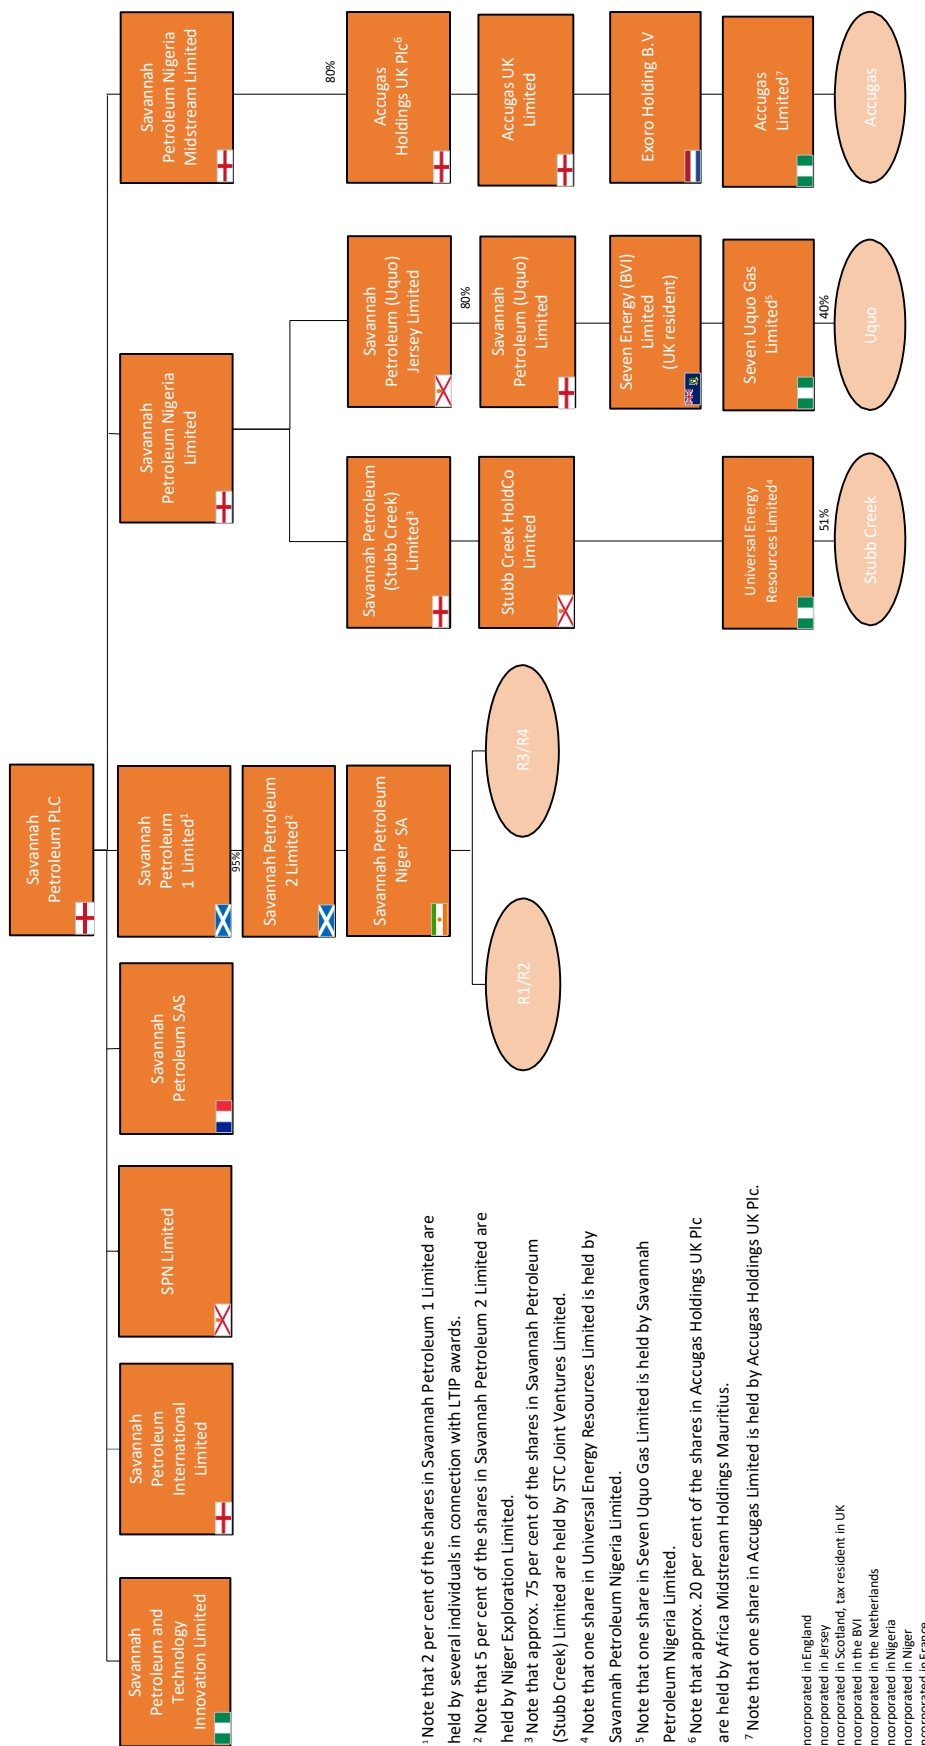 Savannah
Petroleum PLC
Savannah
Petroleum and
Technology
Innovation Limited
Savannah
Petroleum
International
Limited
SPN Limited
Savannah
Petroleum SAS
Savannah
Petroleum
1 Limited¹
Savannah
Petroleum Nigeria
Limited
Savannah
Petroleum Nigeria
Midstream Limited
95%
80%
Savannah Petroleum
2 Limited²
Savannah Petroleum
Niger SA
Savannah Petroleum
(Stubb Creek)
Limited³
Savannah
Petroleum (Uquo)
Jersey Limited
Accugas
Holdings UK Plc⁶
80%
R1/R2
R3/R4
Stubb Creek HoldCo
Limited
Savannah
Petroleum (Uquo)
Limited
Accugas UK
Limited
Seven Energy (BVI)
Limited
(UK resident)
Exoro Holding B.V
Universal Energy
Resources Limited⁴
Seven Uquo Gas
Limited⁵
Accugas
Limited⁷
51%
40%
Stubb Creek
Uquo
Accugas
¹ Note that 2 per cent of the shares in Savannah Petroleum 1 Limited are
held by several individuals in connection with LTIP awards.
² Note that 5 per cent of the shares in Savannah Petroleum 2 Limited are
held by Niger Exploration Limited.
³ Note that approx. 75 per cent of the shares in Savannah Petroleum
(Stubb Creek) Limited are held by STC Joint Ventures Limited.
⁴ Note that one share in Universal Energy Resources Limited is held by
Savannah Petroleum Nigeria Limited.
⁵ Note that one share in Seven Uquo Gas Limited is held by Savannah
Petroleum Nigeria Limited.
⁶ Note that approx. 20 per cent of the shares in Accugas Holdings UK Plc
are held by Africa Midstream Holdings Mauritius.
⁷ Note that one share in Accugas Limited is held by Accugas Holdings UK Plc.
ncorporated in England
ncorporated in Jersey
ncorporated in Scotland, tax resident in UK
ncorporated in the BVI
ncorporated in the Netherlands
ncorporated in Nigeria
ncorporated in Niger